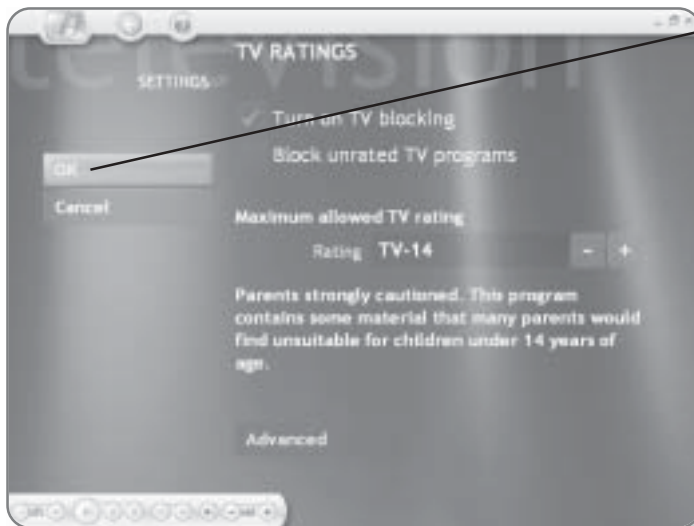 television
TV RATINGS
SETTINGS
Turn on TV blocking
Block unrated TV programs
OK
Cancel
Maximum allowed TV rating
Rating TV-14 - +
Parents strongly cautioned. This program
contains some material that many parents would
find unsuitable for children under 14 years of
age.
Advanced